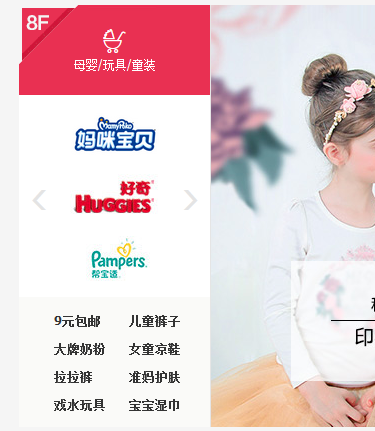 8F
母婴/玩具/童装
MamyPoko
妈咪宝贝
好奇
HUGGIES
Pampers
帮宝适
9元包邮 儿童裤子
大牌奶粉 女童凉鞋
拉拉裤 准妈护肤
戏水玩具 宝宝湿巾
印